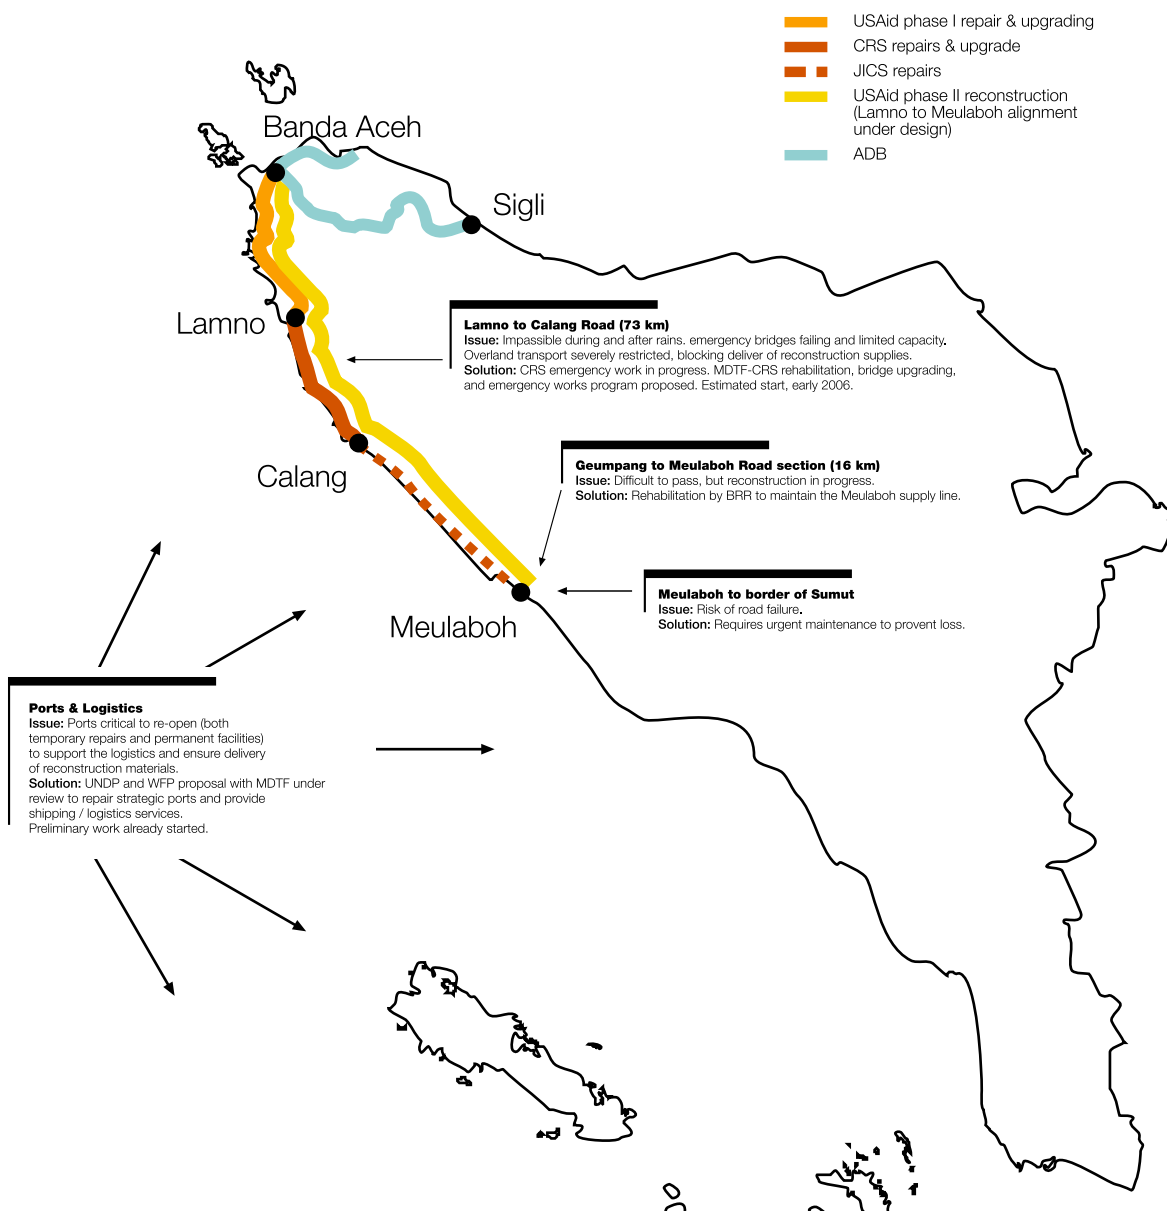 USAid phase I repair & upgrading
CRS repairs & upgrade
JICS repairs
USAid phase II reconstruction
(Lamno to Meulaboh alignment
under design)
ADB
Banda Aceh
Sigli
Lamno
Lamno to Calang Road (73 km)
Issue: Impassible during and after rains. emergency bridges failing and limited capacity.
Overland transport severely restricted, blocking deliver of reconstruction supplies.
Solution: CRS emergency work in progress. MDTF-CRS rehabilitation, bridge upgrading,
and emergency works program proposed. Estimated start, early 2006.
Calang
Geumpang to Meulaboh Road section (16 km)
Issue: Difficult to pass, but reconstruction in progress.
Solution: Rehabilitation by BRR to maintain the Meulaboh supply line.
Meulaboh to border of Sumut
Issue: Risk of road failure.
Solution: Requires urgent maintenance to provent loss.
Meulaboh
Ports & Logistics
Issue: Ports critical to re-open (both
temporary repairs and permanent facilities)
to support the logistics and ensure delivery
of reconstruction materials.
Solution: UNDP and WFP proposal with MDTF under
review to repair strategic ports and provide
shipping / logistics services.
Preliminary work already started.